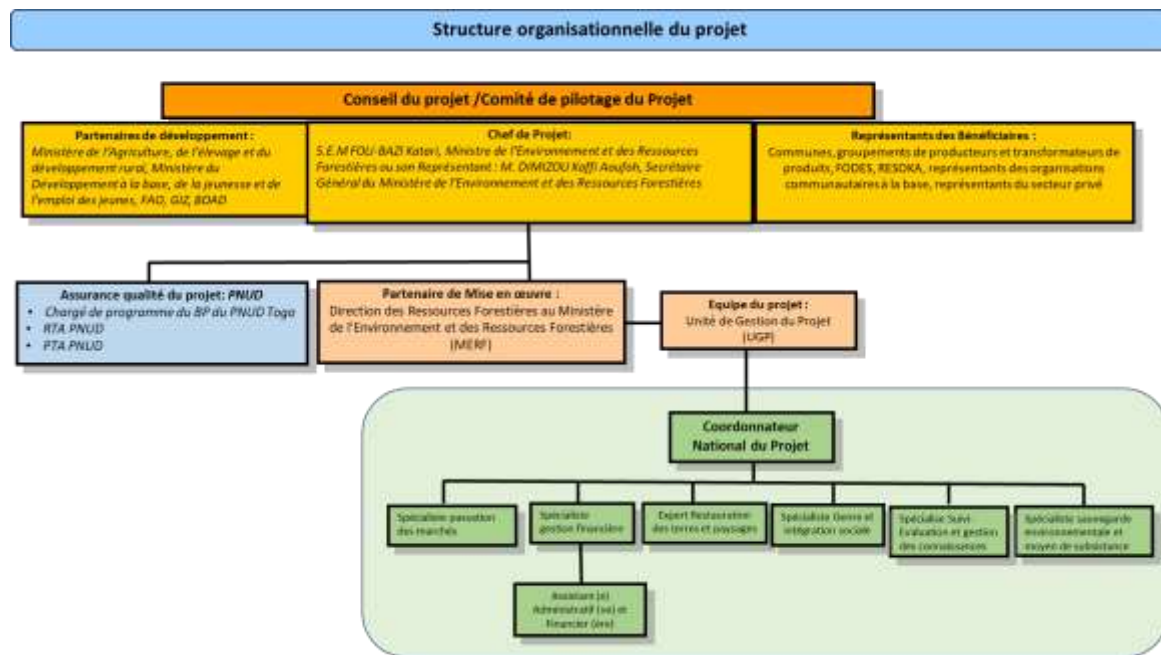 Structure organisationnelle du projet
Conseil du projet /Comité de pilotage du Projet
Partenaires de développement :
Ministère de l'Agriculture, de l'élevage et du
développement rural, Ministère du
Développement à la base, de la jeunesse et de
l'emploi des jeunes, FAO, GIZ, BOAD
Chef de Projet:
S.E.M FOLI-BAZI Katari, Ministre de l'Environnement et des Ressources
Forestières ou son Représentant : M. DIMIZOU Koffi Aoufoh, Secrétaire
Général du Ministère de l'Environnement et des Ressources Forestières
Représentants des Bénéficiaires :
Communes, groupements de producteurs et transformateurs de
produits, FODES, RESOKA, représentants des organisations
communautaires à la base, représentants du secteur privé
Assurance qualité du projet: PNUD
• Chargé de programme du BP du PNUD Togo
• RTA PNUD
• PTA PNUD
Partenaire de Mise en œuvre :
Direction des Ressources Forestières au Ministère
de l'Environnement et des Ressources Forestières
(MERF)
Equipe du projet :
Unité de Gestion du Projet
(UGP)
Coordonnateur
National du Projet
Spécialiste passation
des marchés
Spécialiste
gestion financière
Expert Restauration
des terres et paysages
Spécialiste Genre et
intégration sociale
Spécialise Suivi
Evaluation et gestion
des connaissances
Spécialiste sauvegarde
environnementale et
moyen de subsistance
Assistant (e)
Administratif (ve) et
Financier (ère)